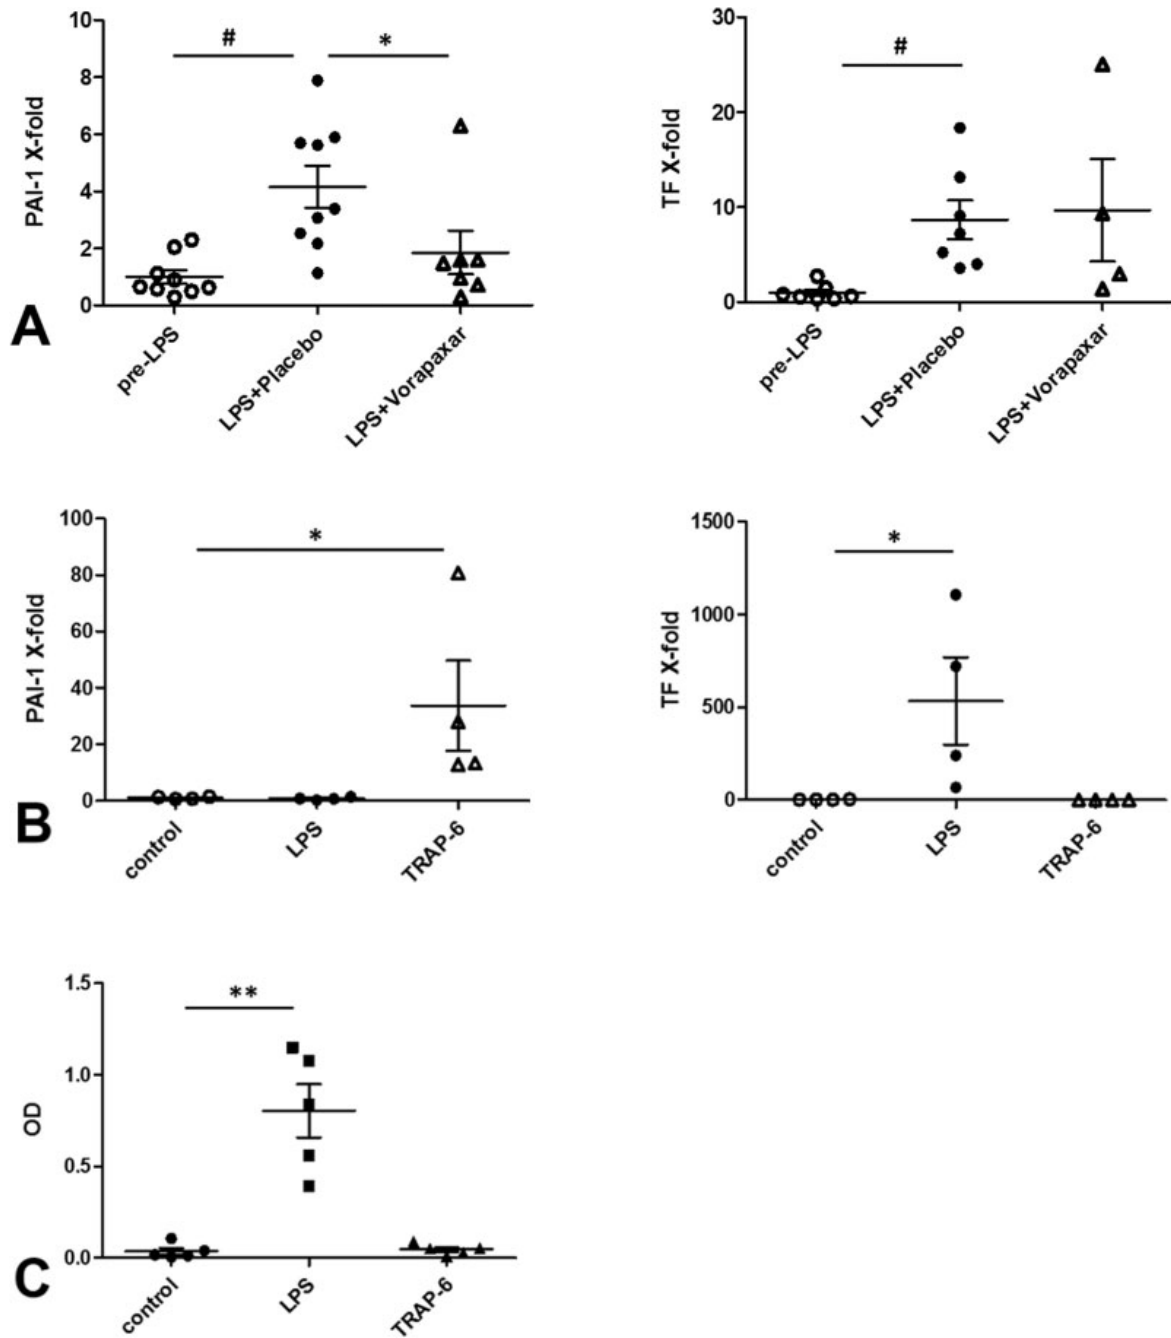 10
8
6
4
2
0
PAI-1 X-fold
#
*
pre-LPS
LPS+Placebo
LPS+Vorapaxar
A
30
20
10
0
TF X-fold
#
pre-LPS
LPS+Placebo
LPS+Vorapaxar
100
80
60
40
20
0
PAI-1 X-fold
*
control
LPS
TRAP-6
B
1500
1000
500
0
TF X-fold
*
control
LPS
TRAP-6
1.5
1.0
0.5
0.0
OD
**
control
LPS
TRAP-6
C